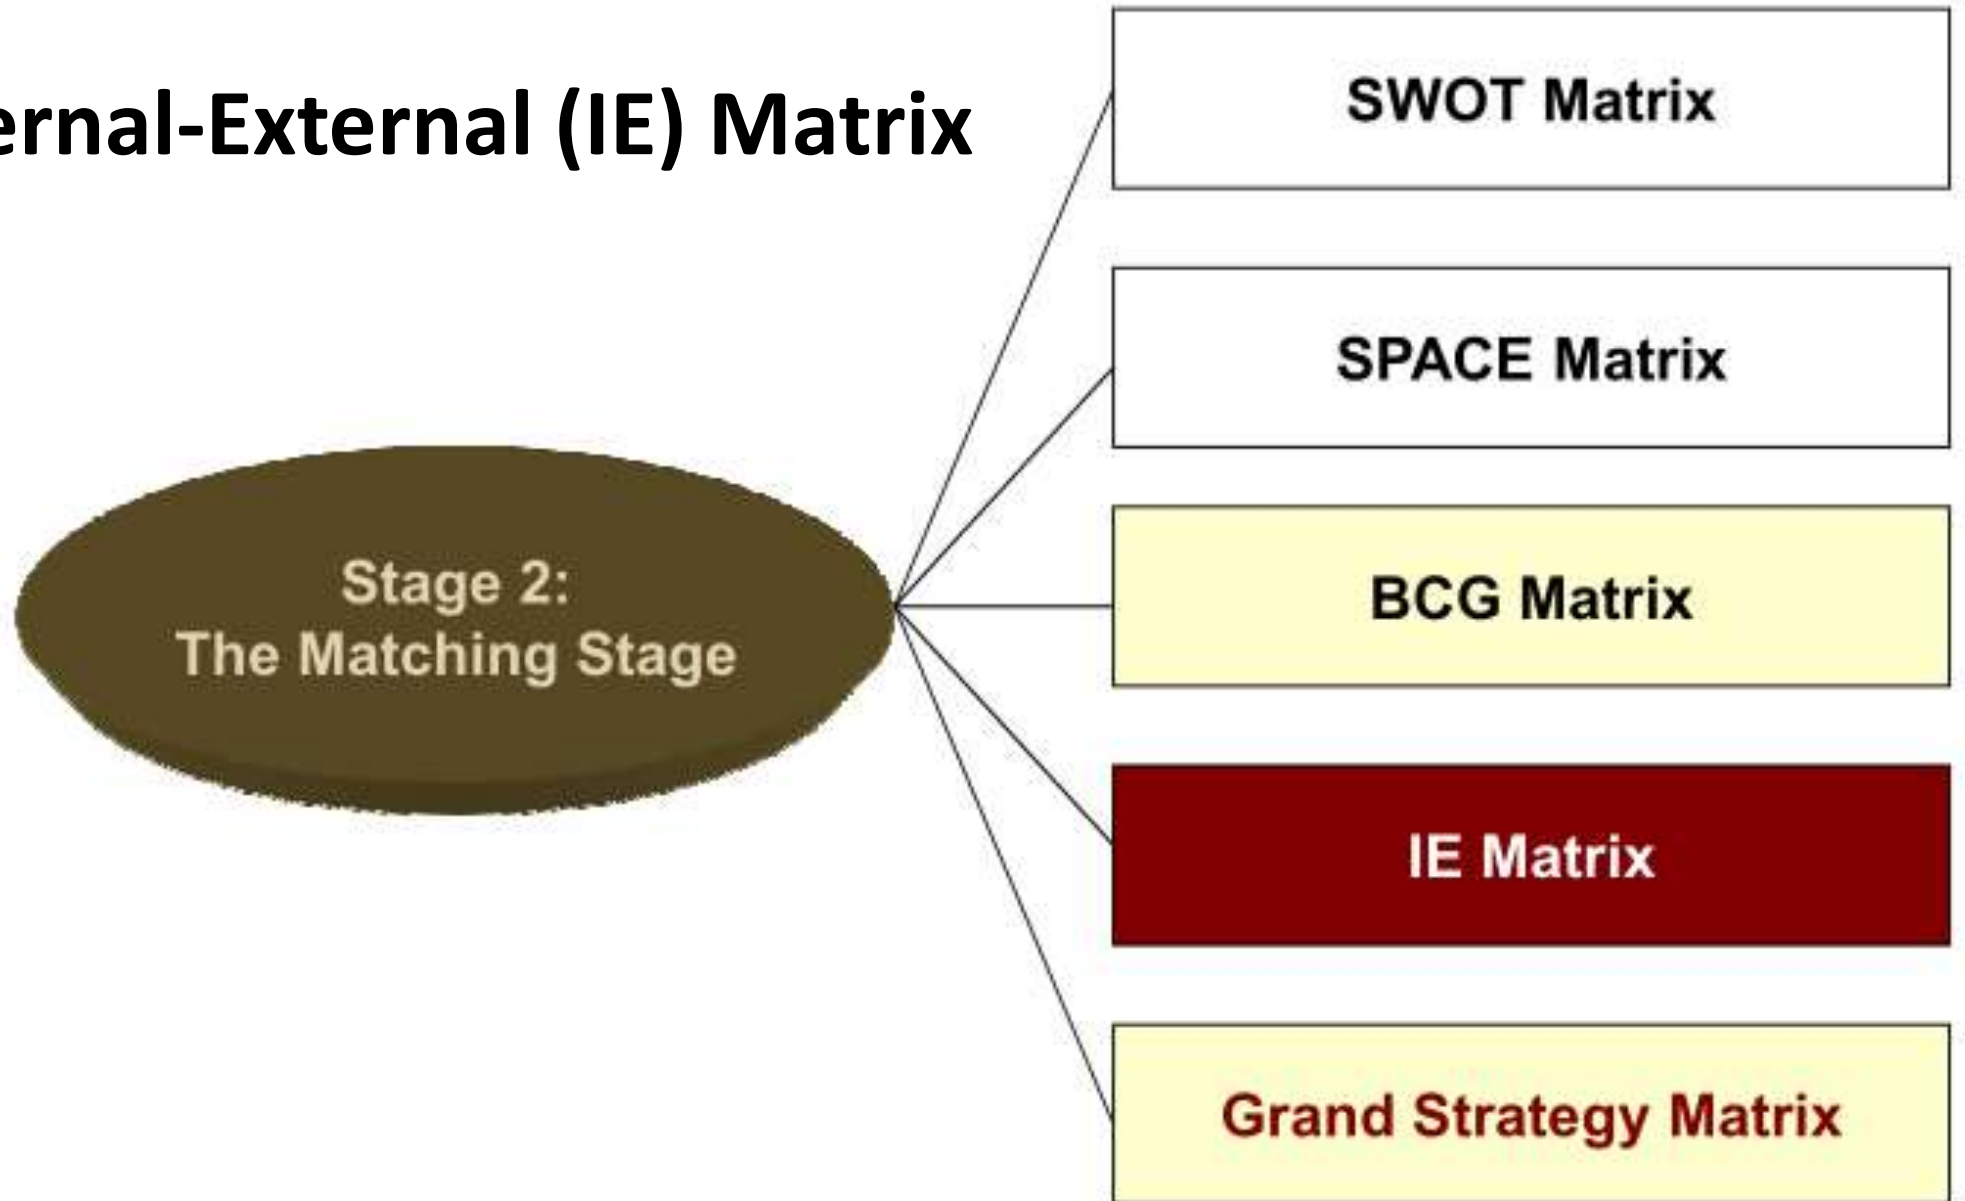 ernal-External (IE) Matrix
SWOT Matrix
SPACE Matrix
Stage 2:
The Matching Stage
BCG Matrix
IE Matrix
Grand Strategy Matrix